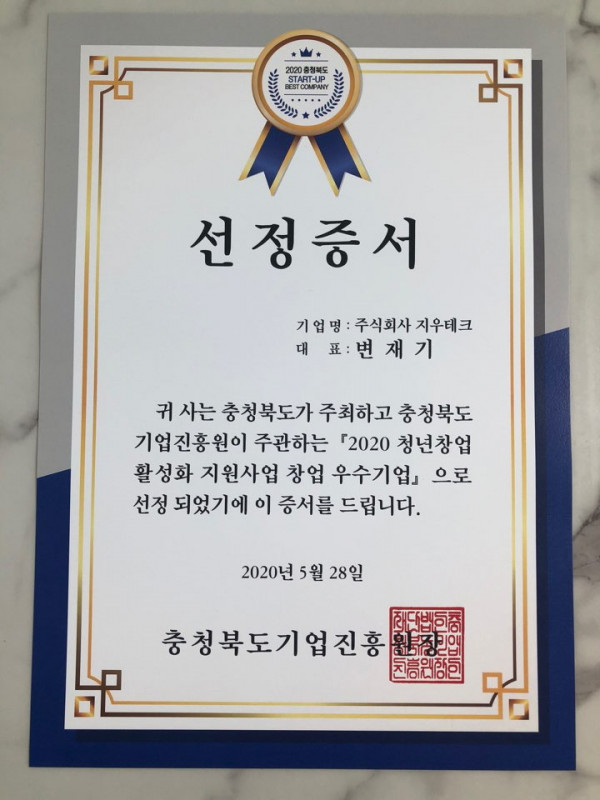 2020 충청북도
START-UP
BEST COMPANY
선정증서
기업명 : 주식회사 지우테크
대 표 : 변재기
귀 사는 충청북도가 주최하고 충청북도
기업진흥원이 주관하는 『2020 청년창업
활성화 지원사업 창업 우수기업』으로
선정 되었기에 이 증서를 드립니다.
2020년 5월 28일
충청북도기업진흥원장